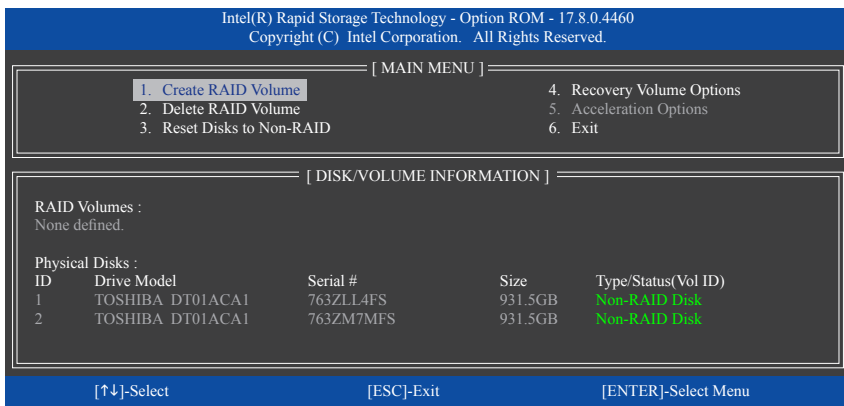 Intel(R) Rapid Storage Technology - Option ROM - 17.8.0.4460
Copyright (C) Intel Corporation. All Rights Reserved.
[ MAIN MENU ]
1. Create RAID Volume
2. Delete RAID Volume
3. Reset Disks to Non-RAID
4. Recovery Volume Options
5. Acceleration Options
6. Exit
[ DISK/VOLUME INFORMATION ]
RAID Volumes :
None defined.
Physical Disks :
ID Drive Model Serial # Size Type/Status(Vol ID)
1 TOSHIBA DT01ACA1 763ZLL4FS 931.5GB Non-RAID Disk
2 TOSHIBA DT01ACA1 763ZM7MFS 931.5GB Non-RAID Disk
[↑↓]-Select [ESC]-Exit [ENTER]-Select Menu